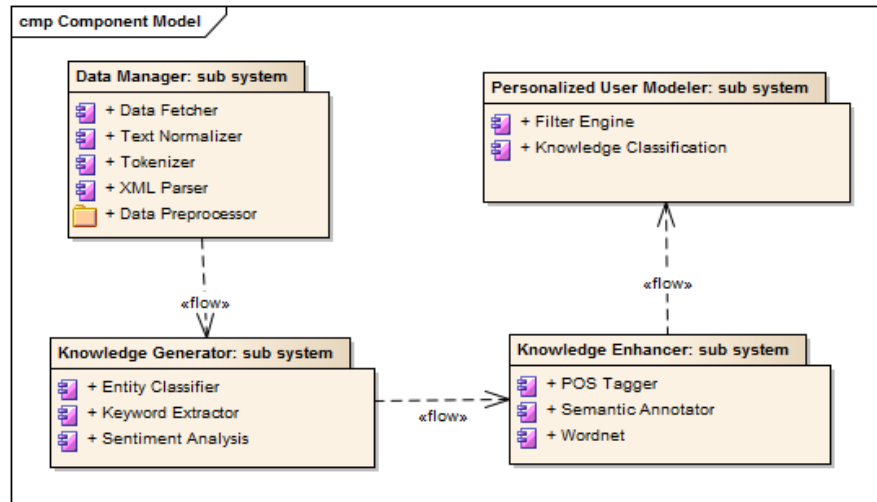 cmp Component Model
Data Manager: sub system
+ Data Fetcher
+ Text Normalizer
+ Tokenizer
+ XML Parser
+ Data Preprocessor
Personalized User Modeler: sub system
+ Filter Engine
+ Knowledge Classification
«flow»
«flow»
Knowledge Generator: sub system
+ Entity Classifier
+ Keyword Extractor
+ Sentiment Analysis
«flow»
Knowledge Enhancer: sub system
+ POS Tagger
+ Semantic Annotator
+ Wordnet